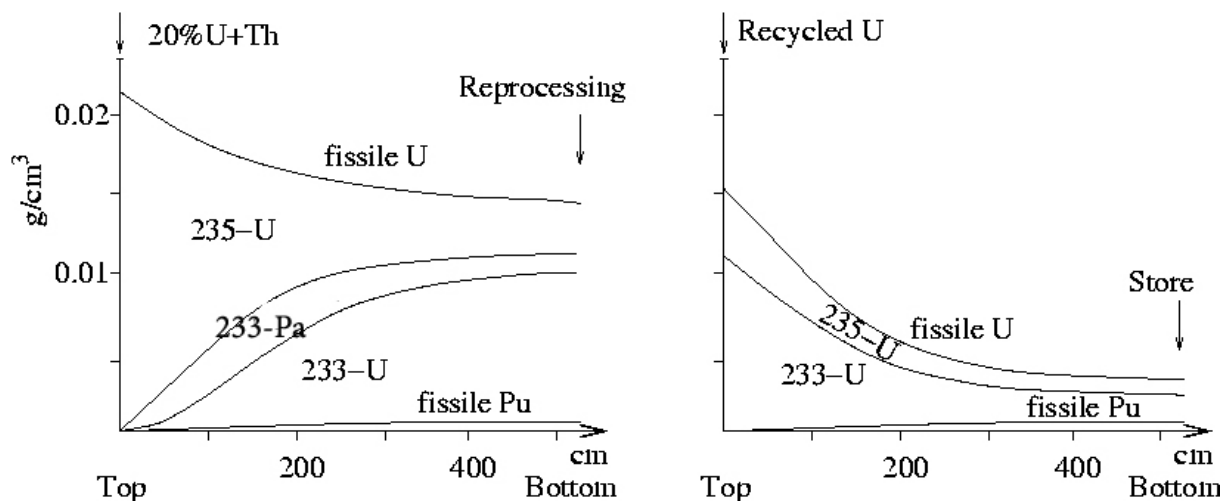 20%U+Th
Reprocessing
0.02
fissile U
g/cm³
235–U
0.01
233-Pa
233–U
fissile Pu
200
400
cm
Top
Bottom
Recycled U
Store
fissile U
235–U
233–U
fissile Pu
200
400
cm
Top
Bottom